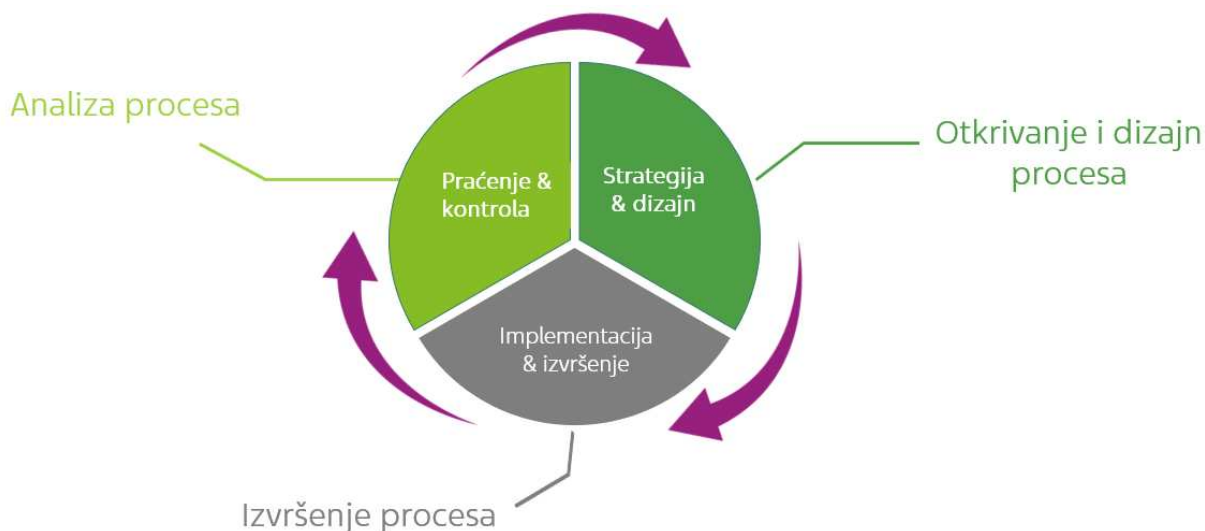 Analiza procesa
Otkrivanje i dizajn
procesa
Praćenje &
kontrola
Strategija
& dizajn
Implementacija
& izvršenje
Izvršenje procesa